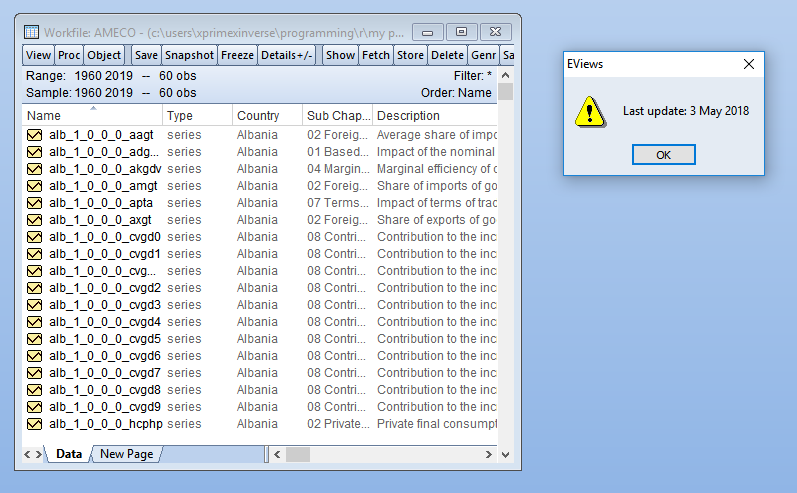 Workfile: AMECO - (c:\users\xprimexinverse\programming\r\my p...
View Proc Object Save Snapshot Freeze Details+/- Show Fetch Store Delete Genr Sa
Range: 1960 2019 -- 60 obs Filter: *
Sample: 1960 2019 -- 60 obs Order: Name
Name Type Country Sub Chap... Description
alb_1_0_0_0_aagt series Albania 02 Foreig... Average share of impo
alb_1_0_0_0_adg... series Albania 01 Based... Impact of the nominal
alb_1_0_0_0_akgdv series Albania 04 Margin... Marginal efficiency of c
alb_1_0_0_0_amgt series Albania 02 Foreig... Share of imports of go
alb_1_0_0_0_apta series Albania 07 Terms... Impact of terms of trac
alb_1_0_0_0_axgt series Albania 02 Foreig... Share of exports of go
alb_1_0_0_0_cvgd0 series Albania 08 Contri... Contribution to the inc
alb_1_0_0_0_cvgd1 series Albania 08 Contri... Contribution to the inc
alb_1_0_0_0_cvg... series Albania 08 Contri... Contribution to the inc
alb_1_0_0_0_cvgd2 series Albania 08 Contri... Contribution to the inc
alb_1_0_0_0_cvgd3 series Albania 08 Contri... Contribution to the inc
alb_1_0_0_0_cvgd4 series Albania 08 Contri... Contribution to the inc
alb_1_0_0_0_cvgd5 series Albania 08 Contri... Contribution to the inc
alb_1_0_0_0_cvgd6 series Albania 08 Contri... Contribution to the inc
alb_1_0_0_0_cvgd7 series Albania 08 Contri... Contribution to the inc
alb_1_0_0_0_cvgd8 series Albania 08 Contri... Contribution to the inc
alb_1_0_0_0_cvgd9 series Albania 08 Contri... Contribution to the inc
alb_1_0_0_0_hcphp series Albania 02 Private... Private final consumpt
Data New Page
EViews
Last update: 3 May 2018
OK